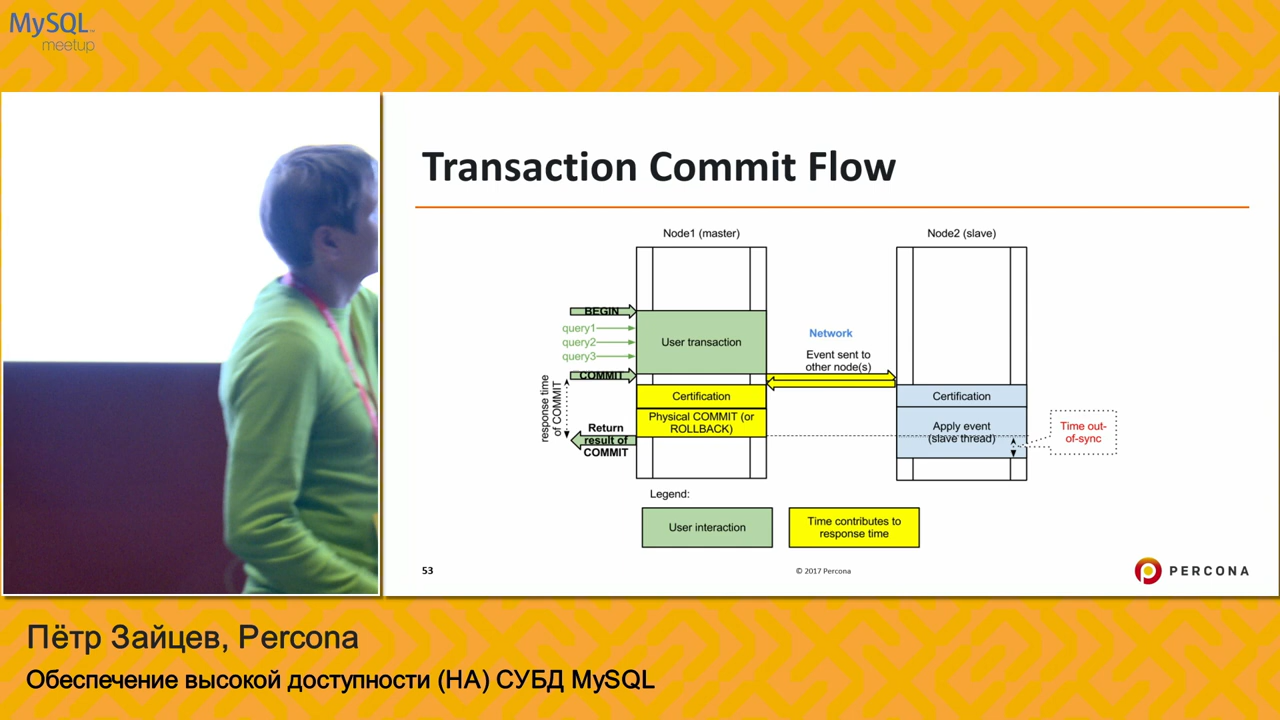 MySQL
meetup
Transaction Commit Flow
Node1 (master)
Node2 (slave)
BEGIN
query1
query2
query3
User transaction
COMMIT
Network
Event sent to
other node(s)
response time
of COMMIT
Certification
Physical COMMIT (or
ROLLBACK)
Return
result of
COMMIT
Certification
Apply event
(slave thread)
Time out-
of-sync
Legend:
User interaction
Time contributes to
response time
53
© 2017 Percona
PERCONA
Пётр Зайцев, Percona
Обеспечение высокой доступности (HA) СУБД MySQL